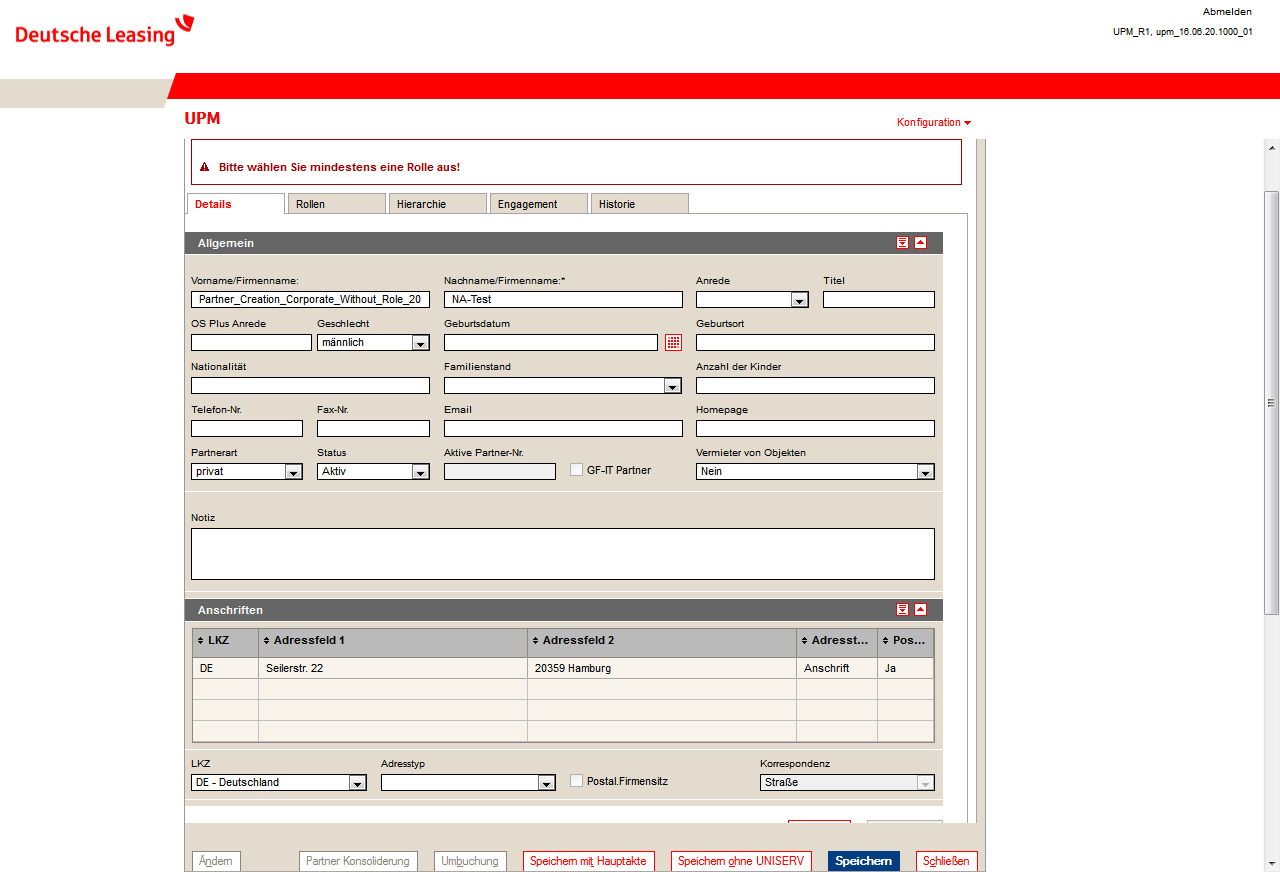 Deutsche Leasing
Abmelden
UPM_R1, upm_16.06.20.1000_01
UPM
Konfiguration
Bitte wählen Sie mindestens eine Rolle aus!
Details Rollen Hierarchie Engagement Historie
Allgemein
Vorname/Firmenname: Nachname/Firmenname:* Anrede Titel
Partner_Creation_Corporate_Without_Role_20 NA-Test
OS Plus Anrede Geschlecht Geburtsdatum Geburtsort
männlich
Nationalität Familienstand Anzahl der Kinder
Telefon-Nr. Fax-Nr. Email Homepage
Partnerart Status Aktive Partner-Nr. Vermieter von Objekten
privat Aktiv GF-IT Partner Nein
Notiz
Anschriften
LKZ Adressfeld 1 Adressfeld 2 Adresst... Pos...
DE Seilerstr. 22 20359 Hamburg Anschrift Ja
LKZ Adresstyp Korrespondenz
DE - Deutschland Postal.Firmensitz Straße
Ändern Partner Konsoliderung Umbuchung Speichern mit Hauptakte Speichern ohne UNISERV Speichern Schließen